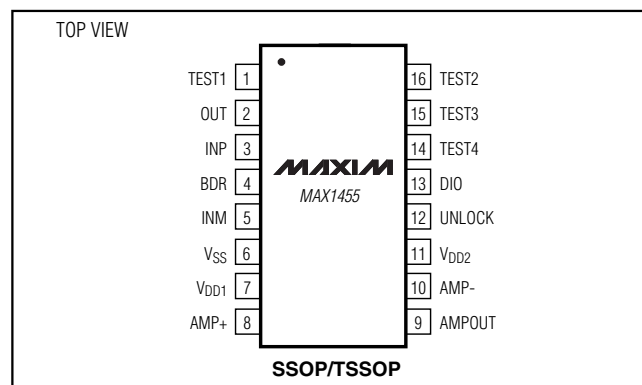 TOP VIEW
TEST1 1 16 TEST2
OUT 2 15 TEST3
INP 3 14 TEST4
MAXIM
BDR 4 13 DIO
MAX1455
INM 5 12 UNLOCK
VSS 6 11 VDD2
VDD1 7 10 AMP-
AMP+ 8 9 AMPOUT
SSOP/TSSOP